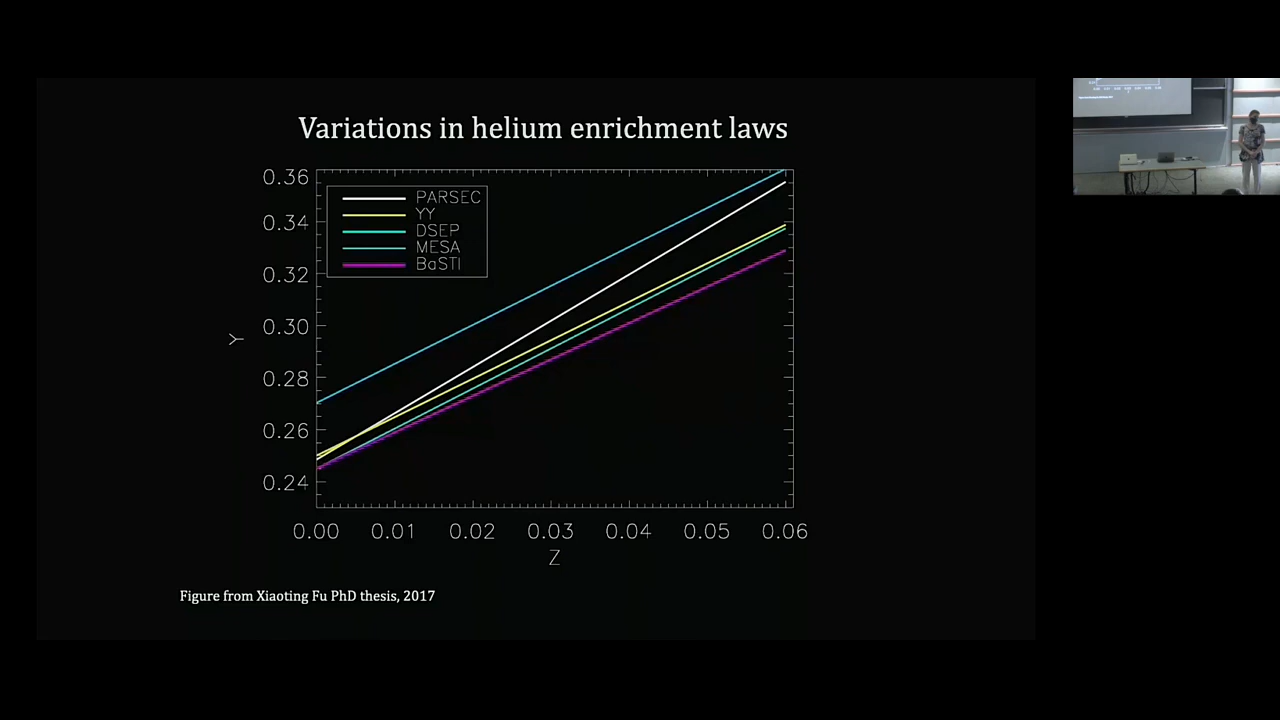 Variations in helium enrichment laws
0.36
0.34
0.32
0.30
0.28
0.26
0.24
Y
PARSEC
YY
DSEP
MESA
BaSTI
0.00 0.01 0.02 0.03 0.04 0.05 0.06
Z
Figure from Xiaoting Fu PhD thesis, 2017